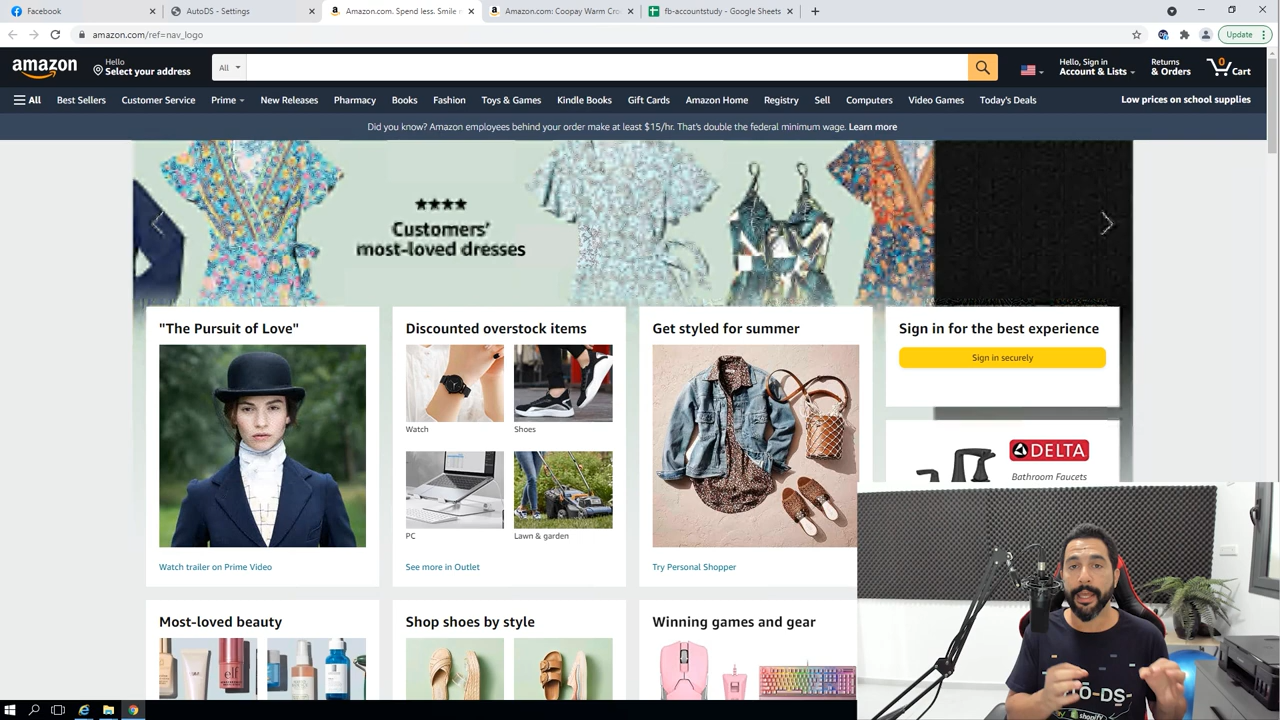 Facebook
AutoDS - Settings
Amazon.com. Spend less. Smile
Amazon.com: Coopay Warm Cro
fb-accountstudy - Google Sheets
amazon.com/ref=nav_logo
Update
amazon
Hello
Select your address
All
Hello, Sign in
Account & Lists
Returns
& Orders
0
Cart
All
Best Sellers
Customer Service
Prime
New Releases
Pharmacy
Books
Fashion
Toys & Games
Kindle Books
Gift Cards
Amazon Home
Registry
Sell
Computers
Video Games
Today's Deals
Low prices on school supplies
Did you know? Amazon employees behind your order make at least $15/hr. That's double the federal minimum wage. Learn more
Customers'
most-loved dresses
"The Pursuit of Love"
Watch trailer on Prime Video
Discounted overstock items
Watch
Shoes
PC
Lawn & garden
See more in Outlet
Get styled for summer
Try Personal Shopper
Sign in for the best experience
Sign in securely
DELTA
Bathroom Faucets
Most-loved beauty
e.l.f.
Shop shoes by style
Winning games and gear
-DS-
shopify